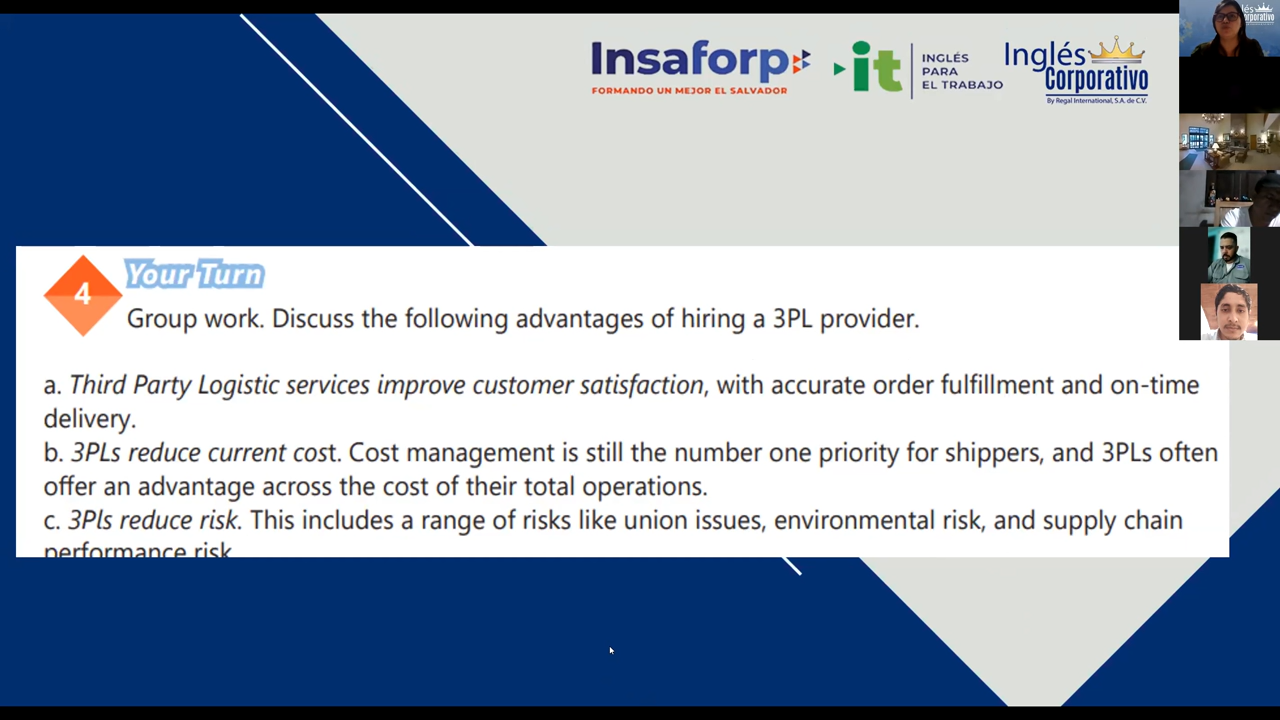 Insaforp
FORMANDO UN MEJOR EL SALVADOR
it
INGLÉS
PARA
EL TRABAJO
Inglés
Corporativo
By Regal International, S.A. de C.V.
4
Your Turn
Group work. Discuss the following advantages of hiring a 3PL provider.
a. Third Party Logistic services improve customer satisfaction, with accurate order fulfillment and on-time
delivery.
b. 3PLs reduce current cost. Cost management is still the number one priority for shippers, and 3PLs often
offer an advantage across the cost of their total operations.
c. 3Pls reduce risk. This includes a range of risks like union issues, environmental risk, and supply chain
performance risk